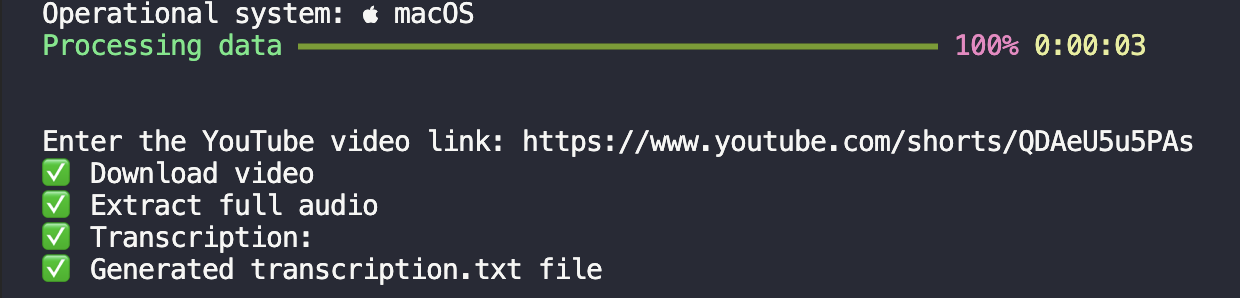 Operational system:  macOS
Processing data 100% 0:00:03
Enter the YouTube video link: https://www.youtube.com/shorts/QDAeU5u5PAs
✅ Download video
✅ Extract full audio
✅ Transcription:
✅ Generated transcription.txt file